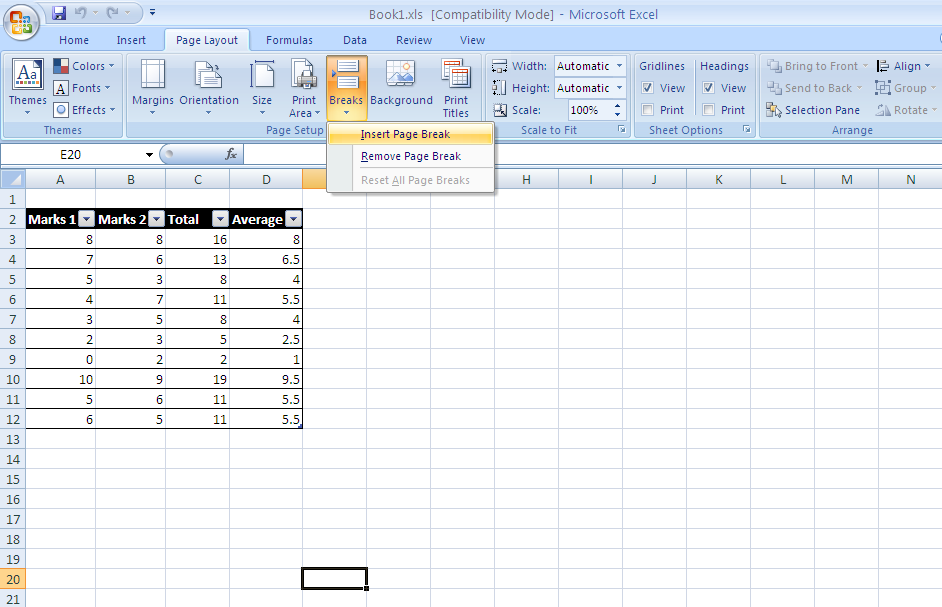 Book1.xls [Compatibility Mode] - Microsoft Excel
Home Insert Page Layout Formulas Data Review View
Themes Colors Fonts Effects
Themes
Margins Orientation Size Print Area Breaks Background Print Titles
Page Setup
Width: Automatic
Height: Automatic
Scale: 100%
Scale to Fit
Gridlines Headings
View View
Print Print
Sheet Options
Bring to Front Align
Send to Back Group
Selection Pane Rotate
Arrange
Insert Page Break
Remove Page Break
Reset All Page Breaks
E20 fx
A B C D H I J K L M N
1
2 Marks 1 Marks 2 Total Average
3 8 8 16 8
4 7 6 13 6.5
5 5 3 8 4
6 4 7 11 5.5
7 3 5 8 4
8 2 3 5 2.5
9 0 2 2 1
10 10 9 19 9.5
11 5 6 11 5.5
12 6 5 11 5.5
13
14
15
16
17
18
19
20
21